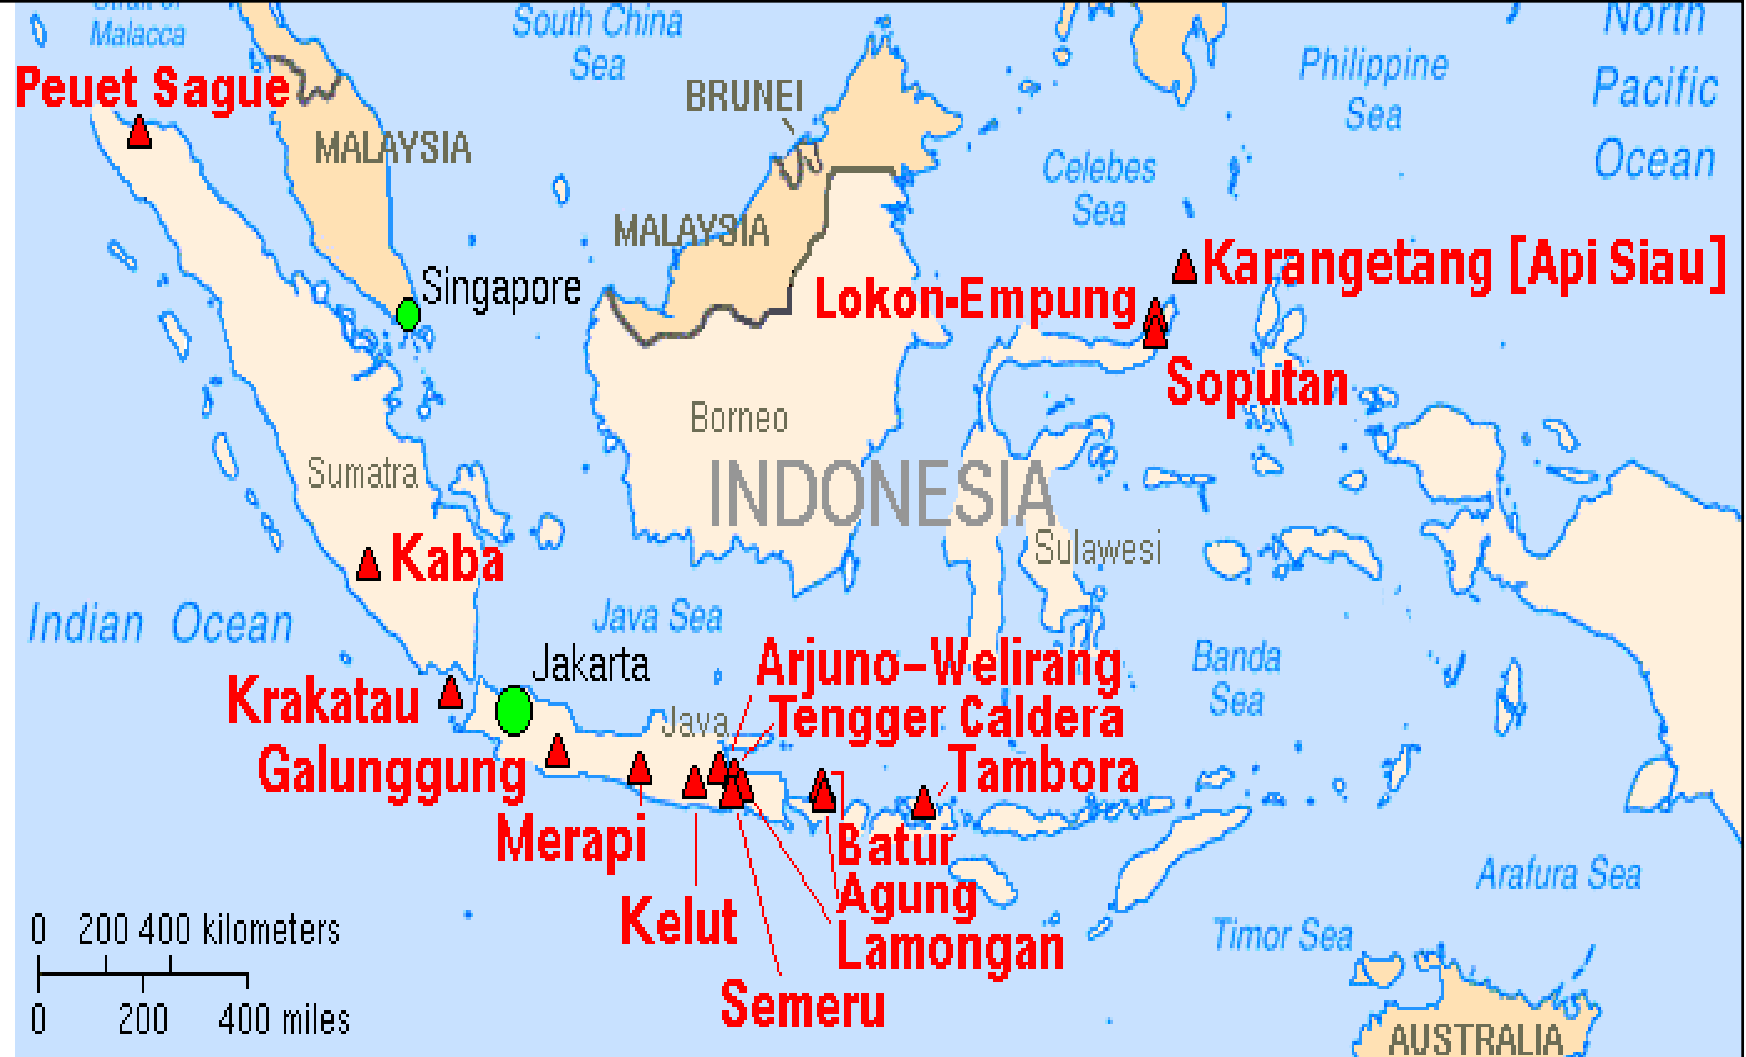 Strait of
Malacca
South China
Sea
North
Pacific
Ocean
Philippine
Sea
Peuet Sague
BRUNEI
MALAYSIA
Celebes
Sea
MALAYSIA
Singapore
Karangetang [Api Siau]
Lokon-Empung
Soputan
Borneo
Sumatra
INDONESIA
Kaba
Sulawesi
Indian Ocean
Java Sea
Banda
Sea
Jakarta
Arjuno-Welirang
Krakatau
Java
Tengger Caldera
Galunggung
Tambora
Merapi
Batur
Agung
Kelut
Lamongan
Semeru
Arafura Sea
Timor Sea
AUSTRALIA
0 200 400 kilometers
0 200 400 miles